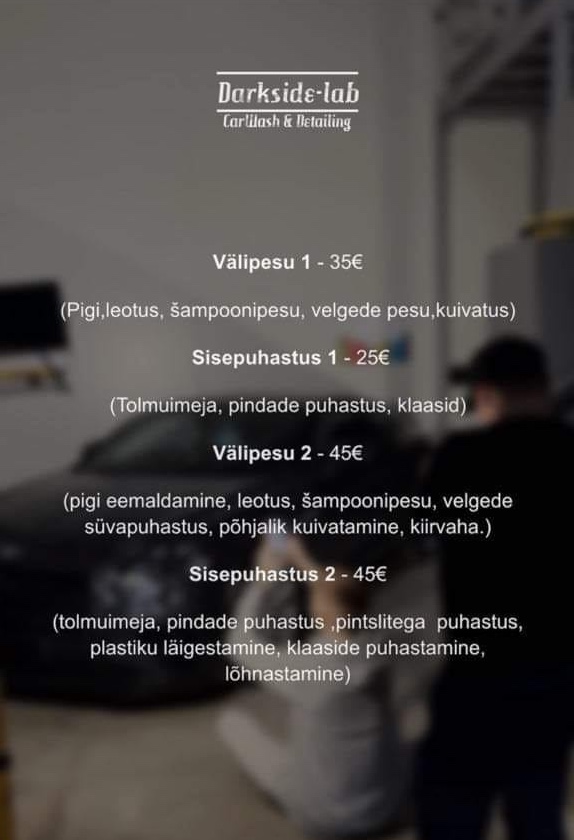 Darkside-lab
CarWash & Detailing
Välipesu 1 - 35€
(Pigi,leotus, šampoonipesu, velgede pesu,kuivatus)
Sisepuhastus 1 - 25€
(Tolmuimeja, pindade puhastus, klaasid)
Välipesu 2 - 45€
(pigi eemaldamine, leotus, šampoonipesu, velgede
süvapuhastus, põhjalik kuivatamine, kiirvaha.)
Sisepuhastus 2 - 45€
(tolmuimeja, pindade puhastus ,pintslitega  puhastus,
plastiku läigestamine, klaaside puhastamine,
lõhnastamine)